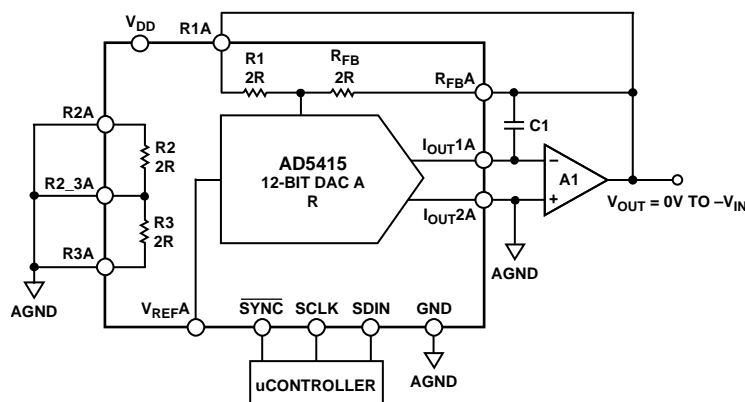 VDD
R1A
R1
2R
RFB
2R
RFBA
R2A
R2
2R
R2_3A
R3
2R
R3A
AGND
AD5415
12-BIT DAC A
R
IOUT1A
IOUT2A
C1
A1
VOUT = 0V TO –VIN
AGND
VREFA
SYNC
SCLK
SDIN
GND
uCONTROLLER
AGND